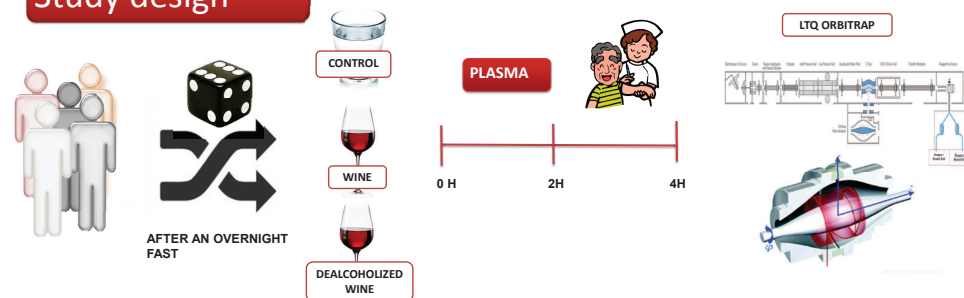 Study design
LTQ ORBITRAP
CONTROL
PLASMA
WINE
0 H
2H
4H
AFTER AN OVERNIGHT
FAST
DEALCOHOLIZED
WINE